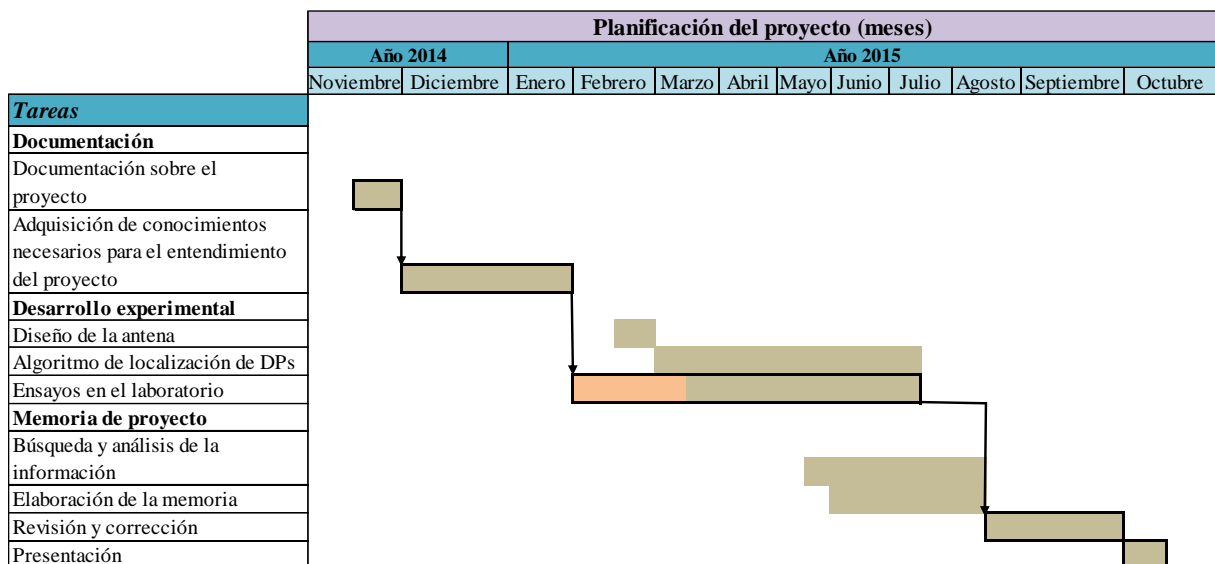 Planificación del proyecto (meses)
Año 2014 Año 2015
Noviembre Diciembre Enero Febrero Marzo Abril Mayo Junio Julio Agosto Septiembre Octubre
Tareas
Documentación
Documentación sobre el
proyecto
Adquisición de conocimientos
necesarios para el entendimiento
del proyecto
Desarrollo experimental
Diseño de la antena
Algoritmo de localización de DPs
Ensayos en el laboratorio
Memoria de proyecto
Búsqueda y análisis de la
información
Elaboración de la memoria
Revisión y corrección
Presentación